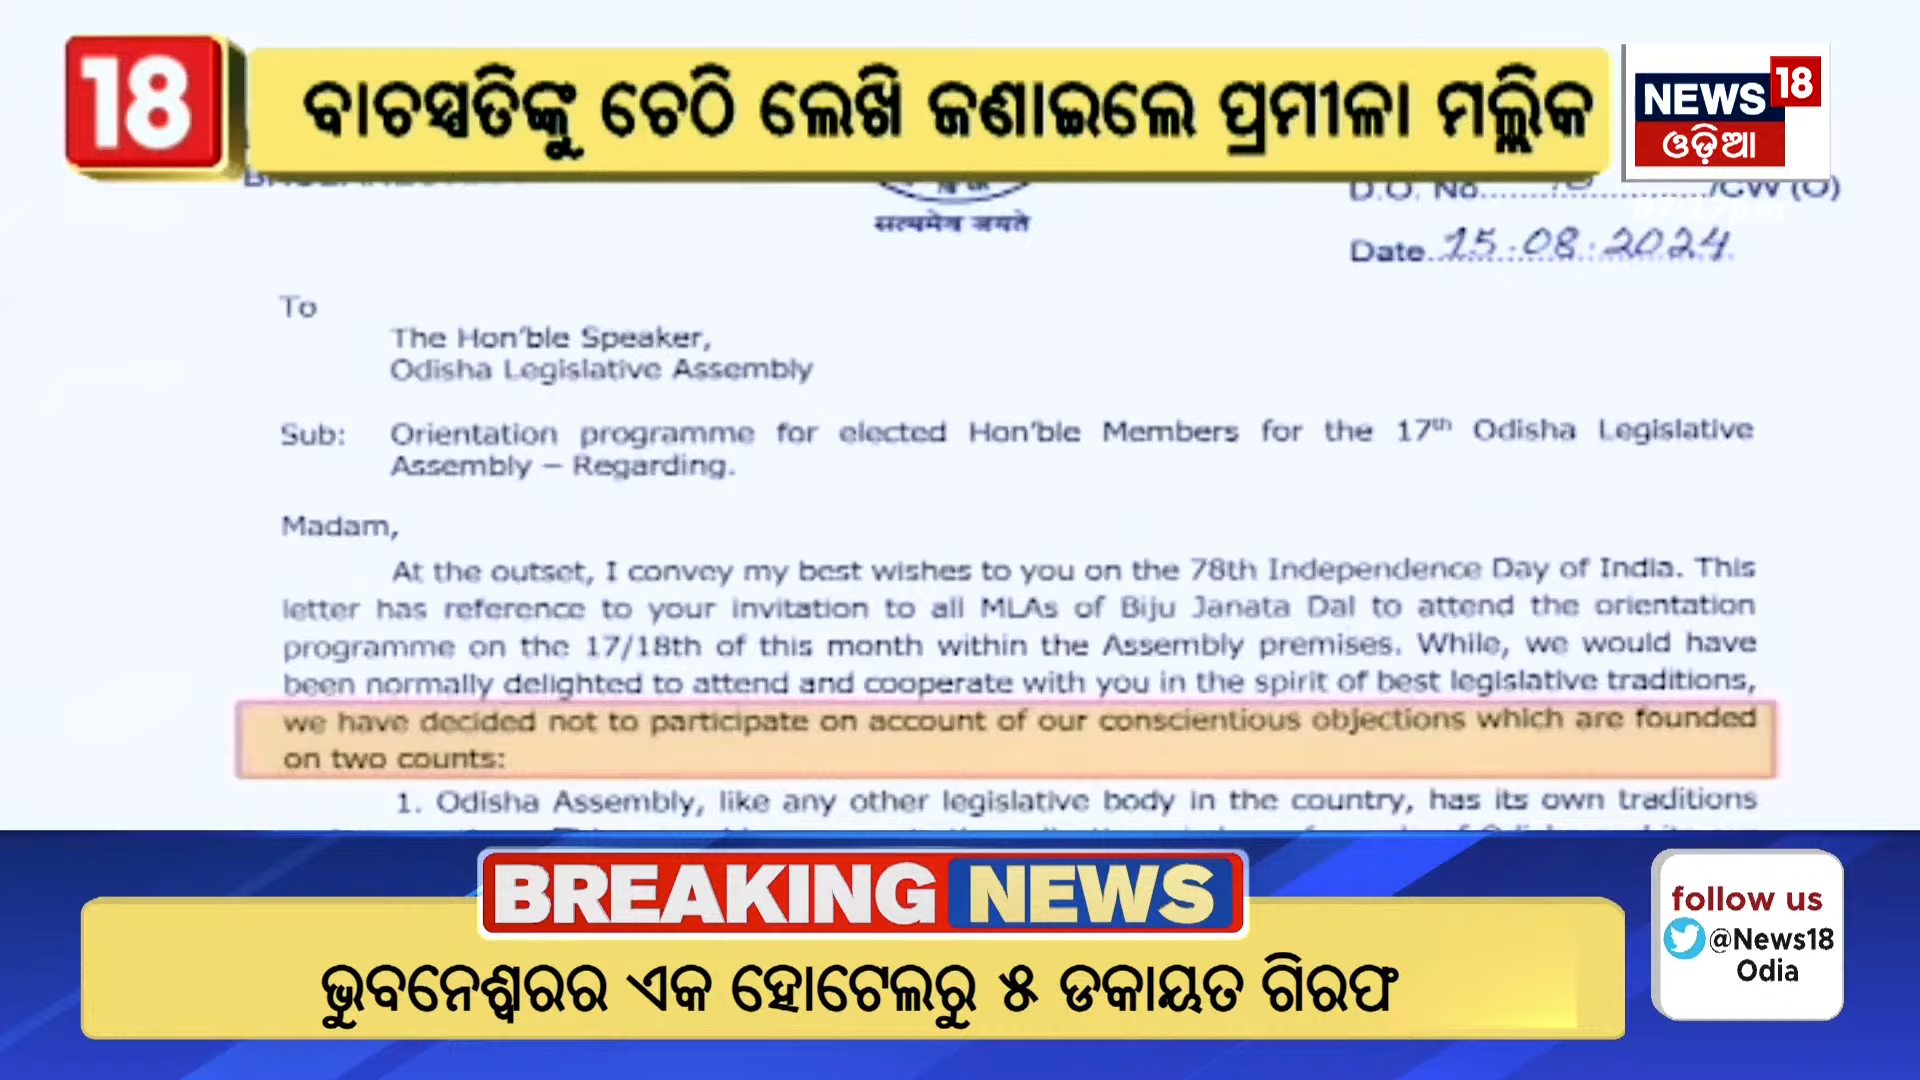 18
ବାଚସ୍ପତିଙ୍କୁ ଚେଠି ଲେଖି ଜଣାଇଲେ ପ୍ରମୀଳା ମଲ୍ଲିକ
NEWS 18
ଓଡ଼ିଆ
D.O. No............../CW (O)
सत्यमेव जयते
Date 15.08.2024
To
The Hon'ble Speaker,
Odisha Legislative Assembly
Sub: Orientation programme for elected Hon'ble Members for the 17th Odisha Legislative
Assembly – Regarding.
Madam,
At the outset, I convey my best wishes to you on the 78th Independence Day of India. This
letter has reference to your invitation to all MLAs of Biju Janata Dal to attend the orientation
programme on the 17/18th of this month within the Assembly premises. While, we would have
been normally delighted to attend and cooperate with you in the spirit of best legislative traditions,
we have decided not to participate on account of our conscientious objections which are founded
on two counts:
1. Odisha Assembly, like any other legislative body in the country, has its own traditions
BREAKING NEWS
ଭୁବନେଶ୍ୱରର ଏକ ହୋଟେଲରୁ ୫ ଡକାୟତ ଗିରଫ
follow us
@News18
Odia